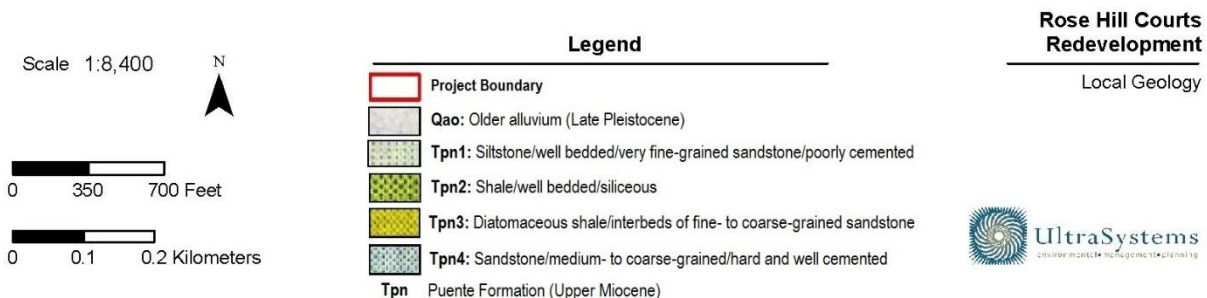 Scale 1:8,400
N
0 350 700 Feet
0 0.1 0.2 Kilometers
Legend
Project Boundary
Qao: Older alluvium (Late Pleistocene)
Tpn1: Siltstone/well bedded/very fine-grained sandstone/poorly cemented
Tpn2: Shale/well bedded/siliceous
Tpn3: Diatomaceous shale/interbeds of fine- to coarse-grained sandstone
Tpn4: Sandstone/medium- to coarse-grained/hard and well cemented
Tpn Puente Formation (Upper Miocene)
Rose Hill Courts
Redevelopment
Local Geology
UltraSystems
environmental•management•planning